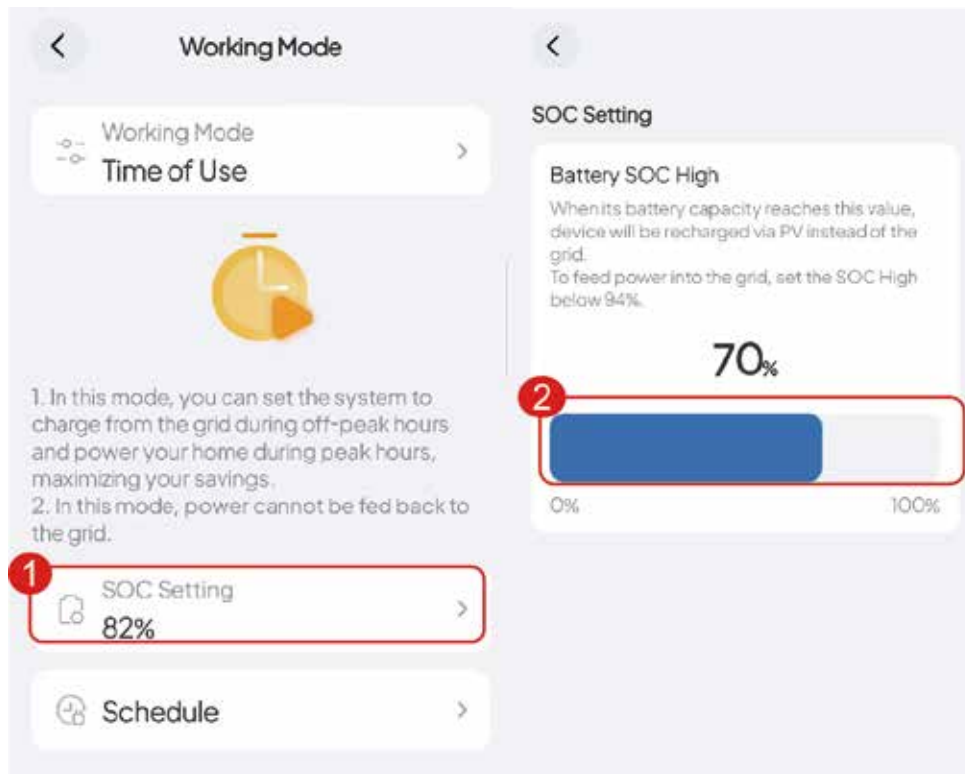 Working Mode
Working Mode
Time of Use
1. In this mode, you can set the system to
charge from the grid during off-peak hours
and power your home during peak hours,
maximizing your savings.
2. In this mode, power cannot be fed back to
the grid.
1
SOC Setting
82%
Schedule
SOC Setting
Battery SOC High
When its battery capacity reaches this value,
device will be recharged via PV instead of the
grid.
To feed power into the grid, set the SOC High
below 94%.
70%
2
0% 100%